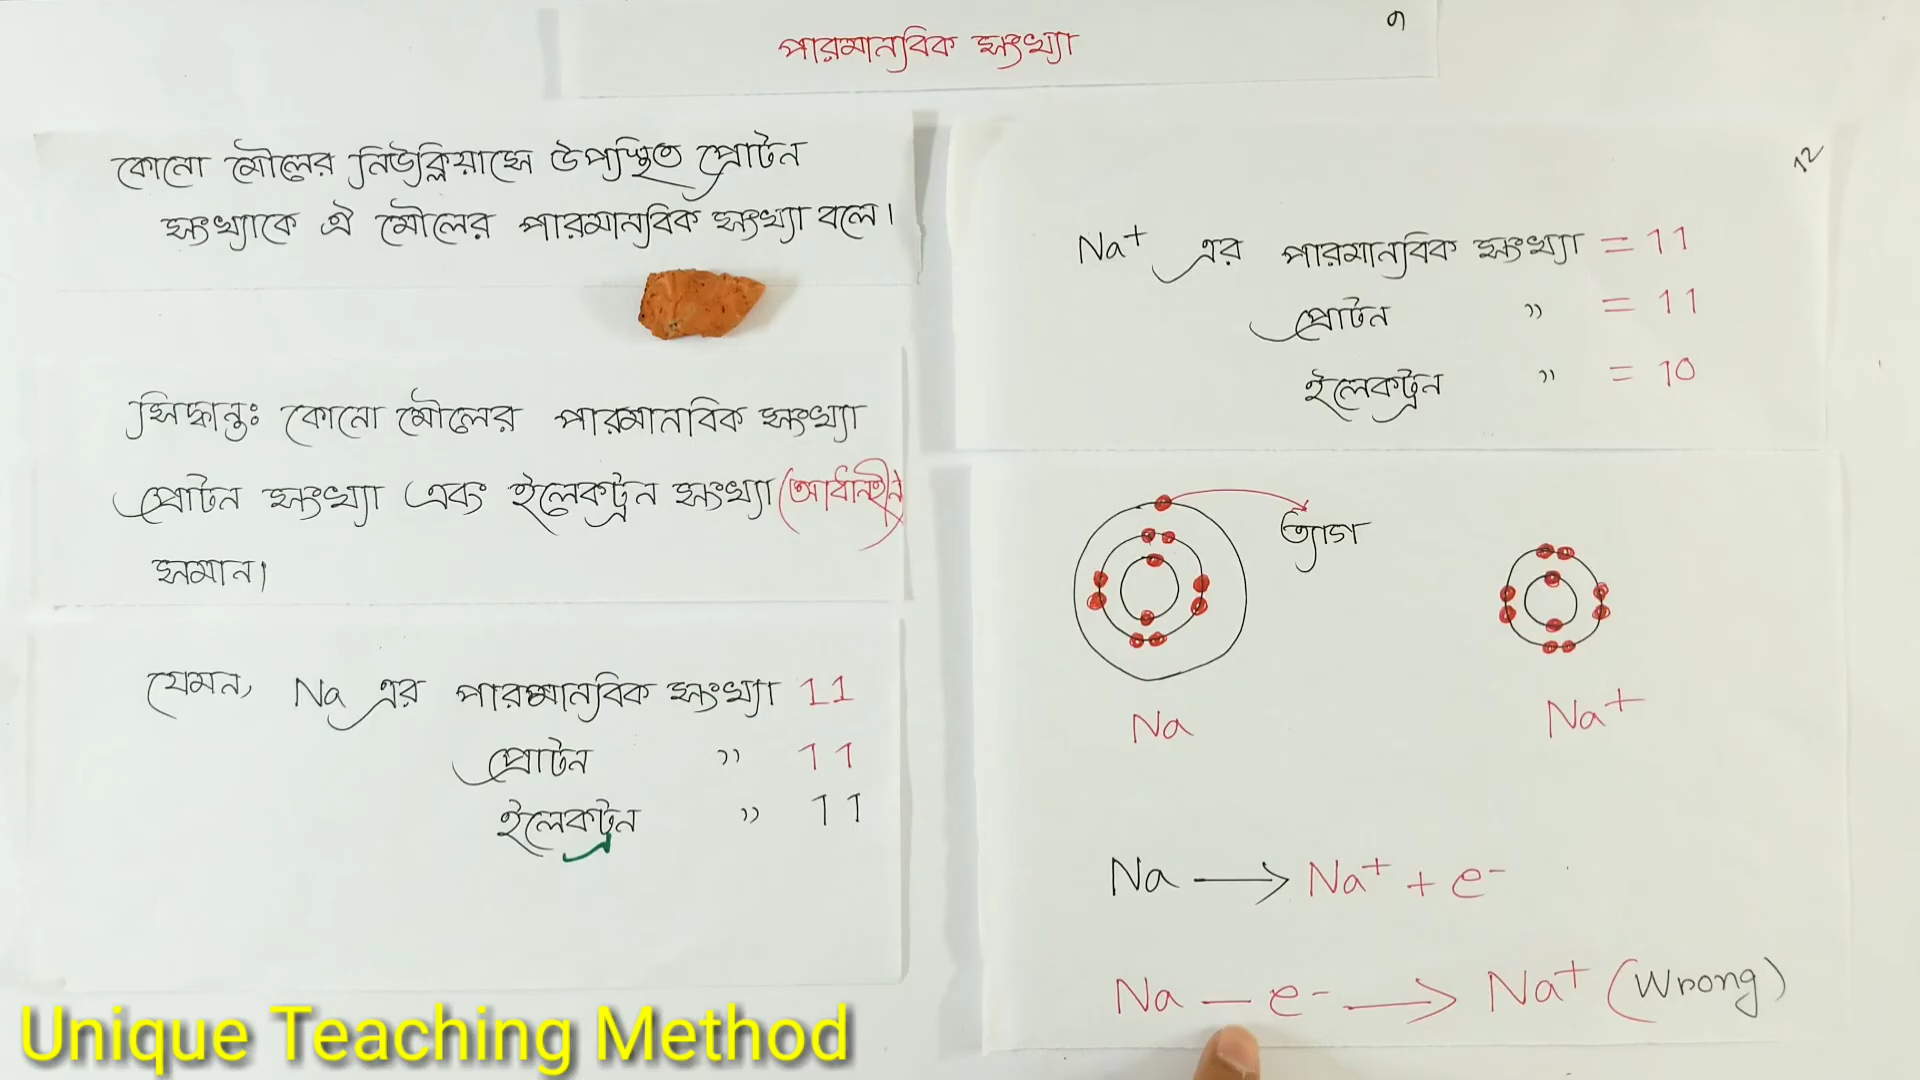 পারমানবিক সংখ্যা
৩
কোনো মৌলের নিউক্লিয়াসে উপস্থিত প্রোটন
সংখ্যাকে ঐ মৌলের পারমানবিক সংখ্যা বলে।
সিদ্ধান্তঃ কোনো মৌলের পারমানবিক সংখ্যা
প্রোটন সংখ্যা এবং ইলেকট্রন সংখ্যা (আধানহীন)
সমান।
যেমন, Na এর পারমানবিক সংখ্যা 11
প্রোটন " 11
ইলেকট্রন " 11
১২
Na⁺ এর পারমানবিক সংখ্যা = 11
প্রোটন " = 11
ইলেকট্রন " = 10
ত্যাগ
Na
Na⁺
Na ⟶ Na⁺ + e⁻
Na — e⁻ ⟶ Na⁺ (Wrong)
Unique Teaching Method